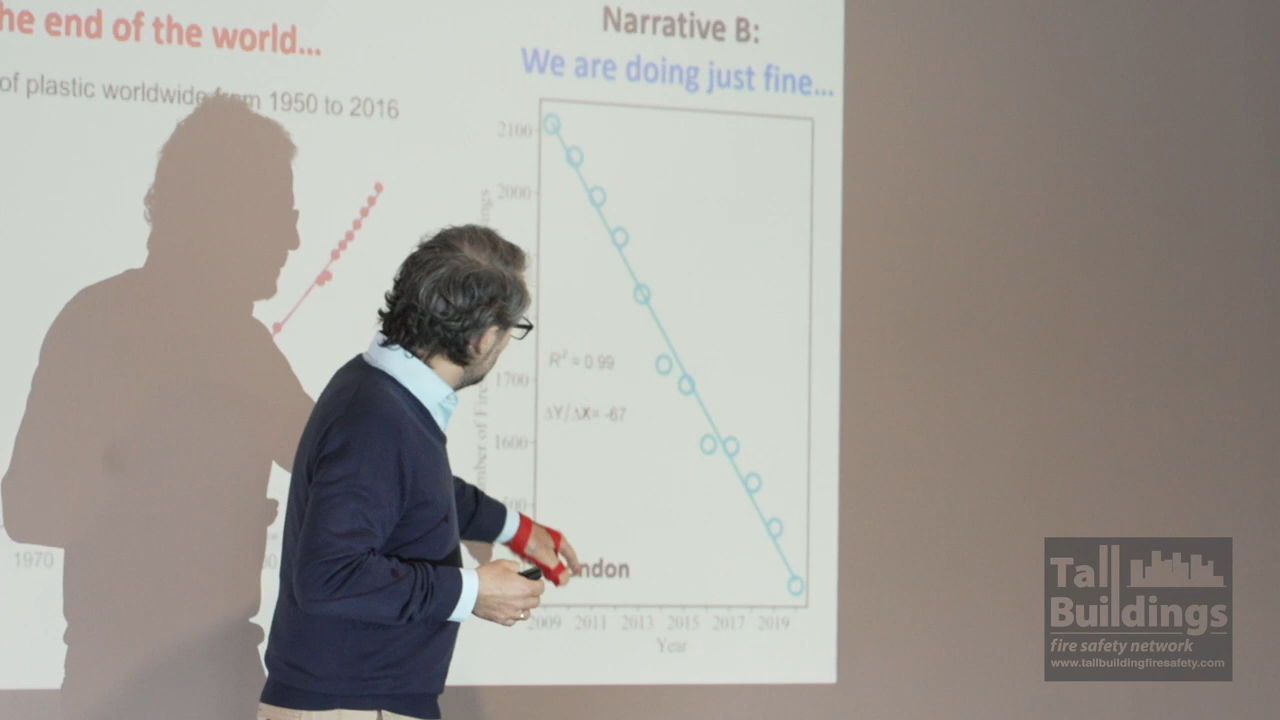 he end of the world...
of plastic worldwide from 1950 to 2016
1970
Narrative B:
We are doing just fine...
2100
2000
R² = 0.99
1700
ΔY/ΔX= -67
1600
2009 2011 2013 2015 2017 2019
Year
Tall
Buildings
fire safety network
www.tallbuildingfiresafety.com